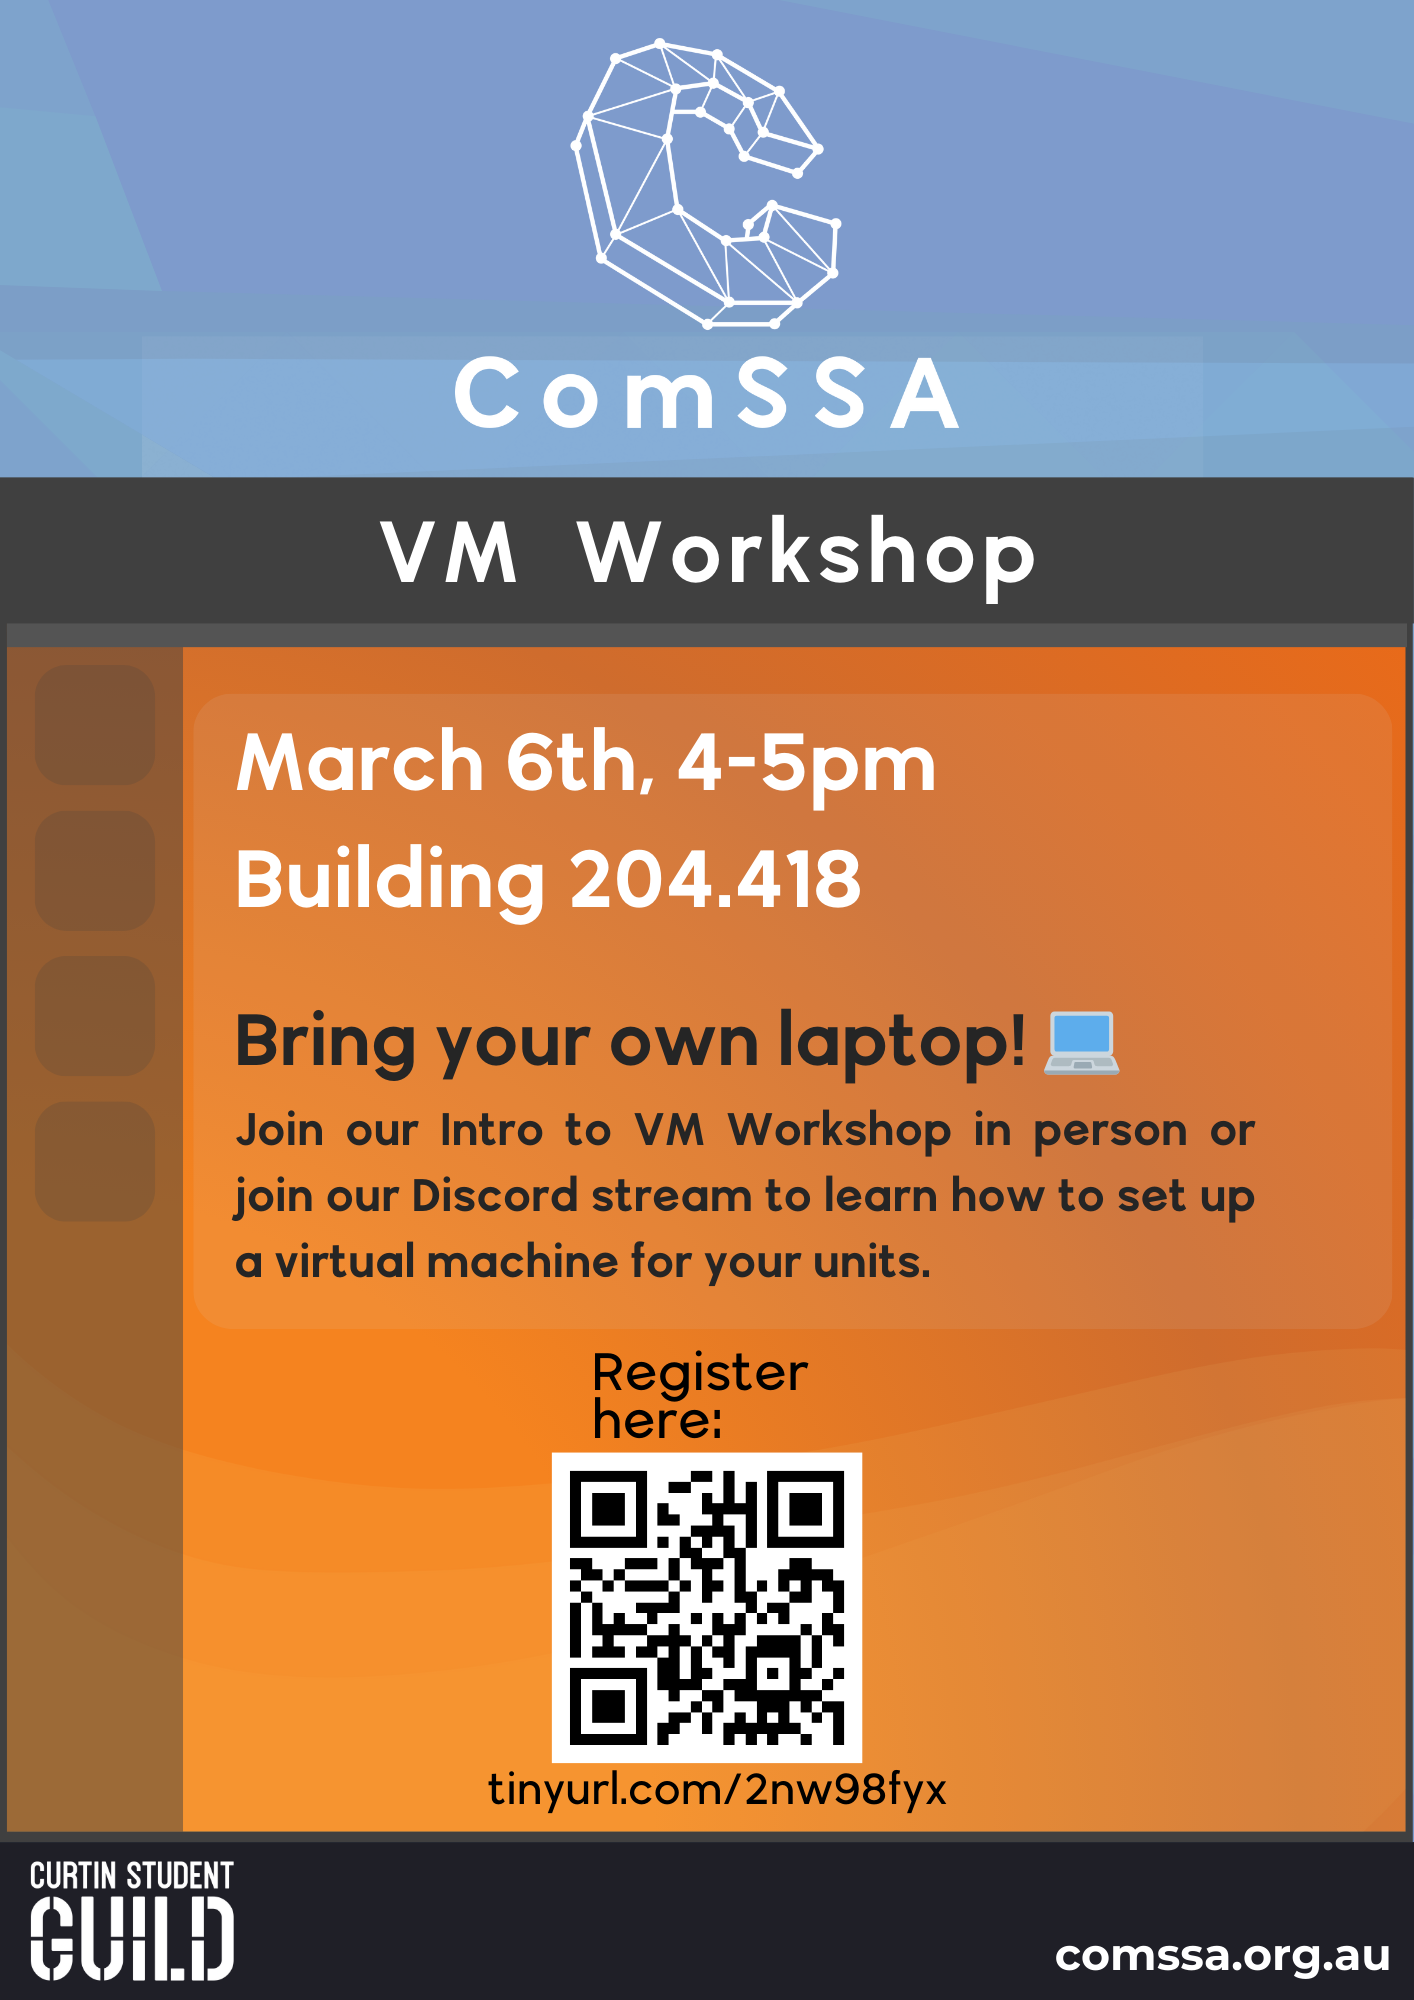 ComSSA
VM Workshop
March 6th, 4-5pm
Building 204.418
Bring your own laptop! 💻
Join our Intro to VM Workshop in person or
join our Discord stream to learn how to set up
a virtual machine for your units.
Register
here:
tinyurl.com/2nw98fyx
CURTIN STUDENT
GUILD
comssa.org.au